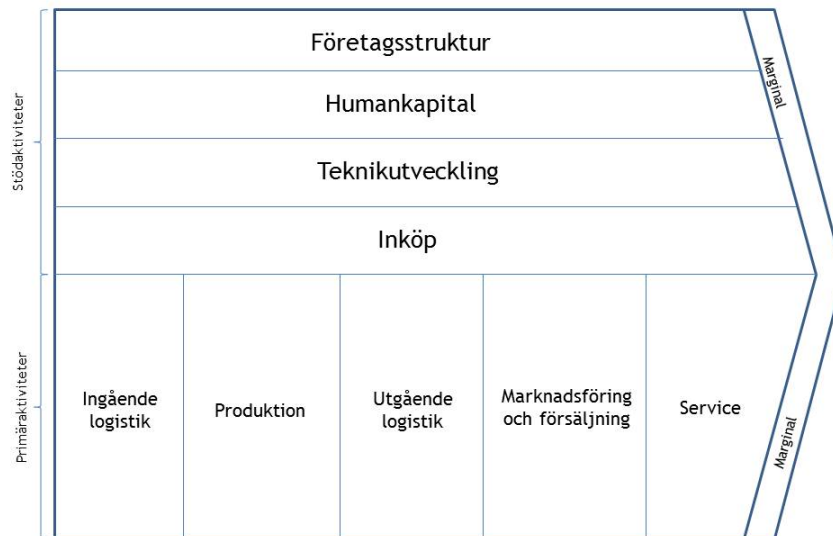 Stödaktiviteter
Företagsstruktur
Humankapital
Teknikutveckling
Inköp
Marginal
Primäraktiviteter
Ingående
logistik
Produktion
Utgående
logistik
Marknadsföring
och försäljning
Service
Marginal